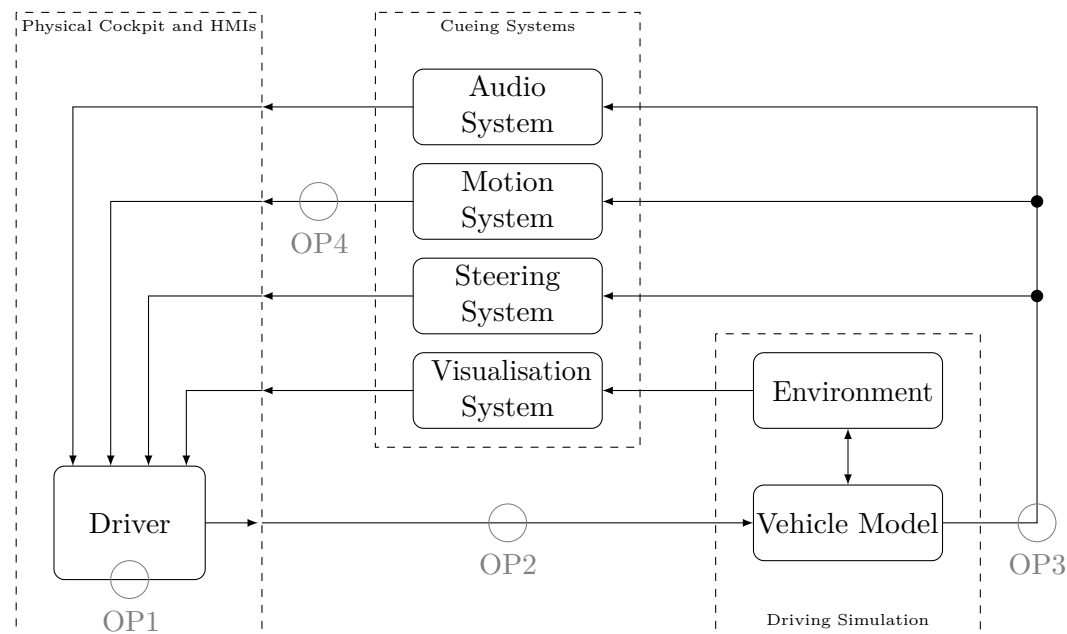 Physical Cockpit and HMIs
Cueing Systems
Audio
System
Motion
System
OP4
Steering
System
Visualisation
System
Environment
Driver
Vehicle Model
OP2
OP3
OP1
Driving Simulation